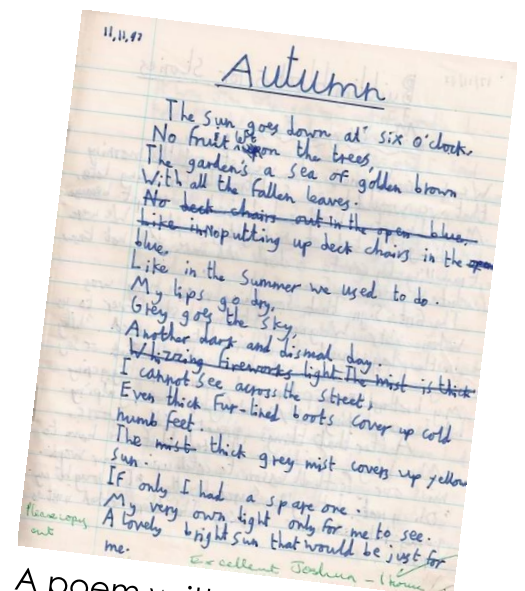 11.11.97
Autumn
The sun goes down at six o'clock.
No fruit on the trees,
The garden's a sea of golden brown
With all the fallen leaves.
No deck chairs out in the open blue,
Like in No putting up deck chairs in the open
blue,
Like in the Summer we used to do.
My lips go dry,
Grey goes the sky,
Another dark and dismal day.
Whizzing fireworks light The mist is thick
I cannot see across the street,
Even thick fur-lined boots cover up cold
numb feet.
The mist thick grey mist covers up yellow
sun.
If only I had a spare one.
My very own light only for me to see.
A lovely bright sun that would be just for
me.
Please copy
out
Excellent Joshua - 1 house
A poem